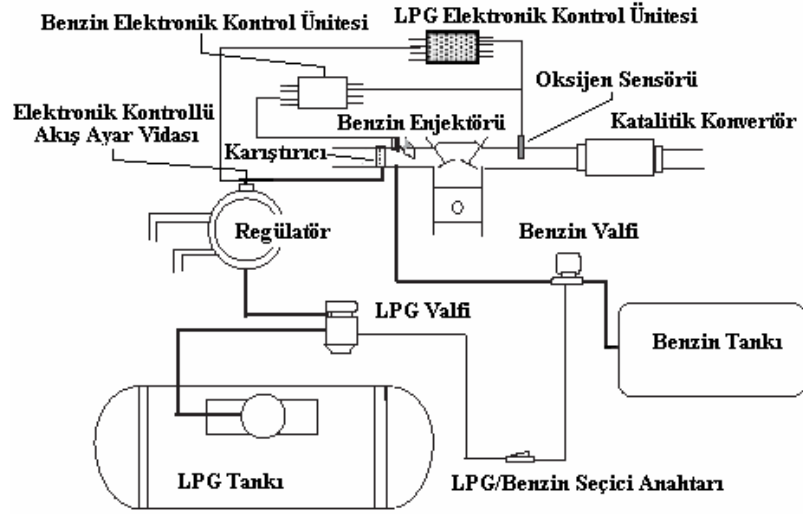 Benzin Elektronik Kontrol Ünitesi
LPG Elektronik Kontrol Ünitesi
Oksijen Sensörü
Elektronik Kontrollü
Akış Ayar Vidası
Benzin Enjektörü
Katalitik Konvertör
Karıştırıcı
Regülatör
Benzin Valfi
LPG Valfi
Benzin Tankı
LPG Tankı
LPG/Benzin Seçici Anahtarı